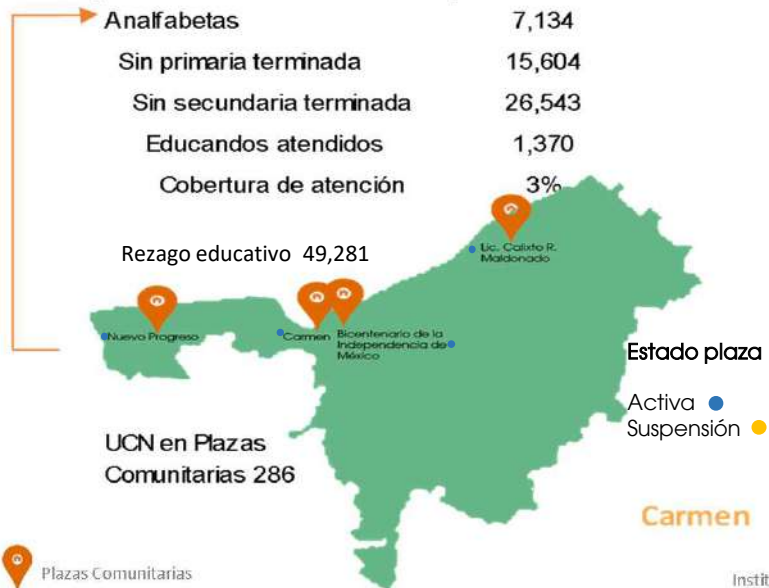 Analfabetas 7,134
Sin primaria terminada 15,604
Sin secundaria terminada 26,543
Educandos atendidos 1,370
Cobertura de atención 3%
Rezago educativo 49,281
Lic. Calixto R.
Maldonado
Nuevo Progreso
Carmen
Bicentenario de la
Independencia de
México
Estado plaza
Activa
Suspensión
UCN en Plazas
Comunitarias 286
Carmen
Plazas Comunitarias
Instit